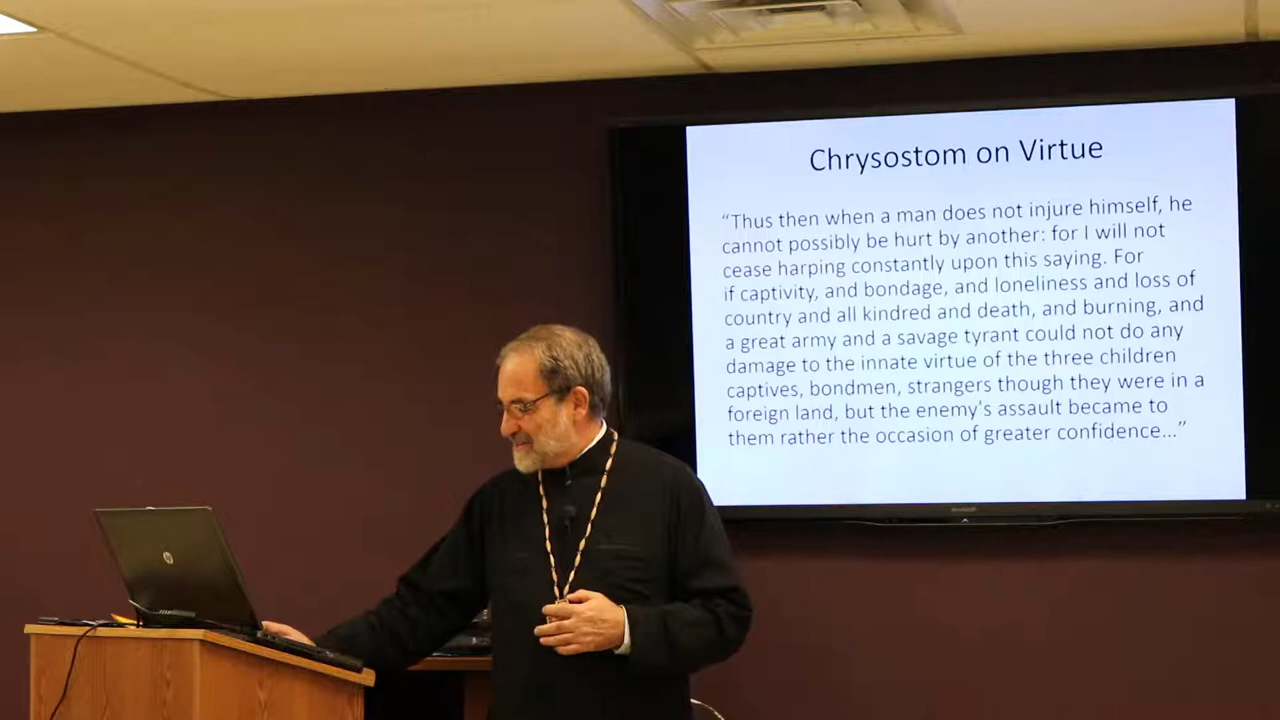 Chrysostom on Virtue
“Thus then when a man does not injure himself, he
cannot possibly be hurt by another: for I will not
cease harping constantly upon this saying. For
if captivity, and bondage, and loneliness and loss of
country and all kindred and death, and burning, and
a great army and a savage tyrant could not do any
damage to the innate virtue of the three children
captives, bondmen, strangers though they were in a
foreign land, but the enemy's assault became to
them rather the occasion of greater confidence...”
SHARP
hp